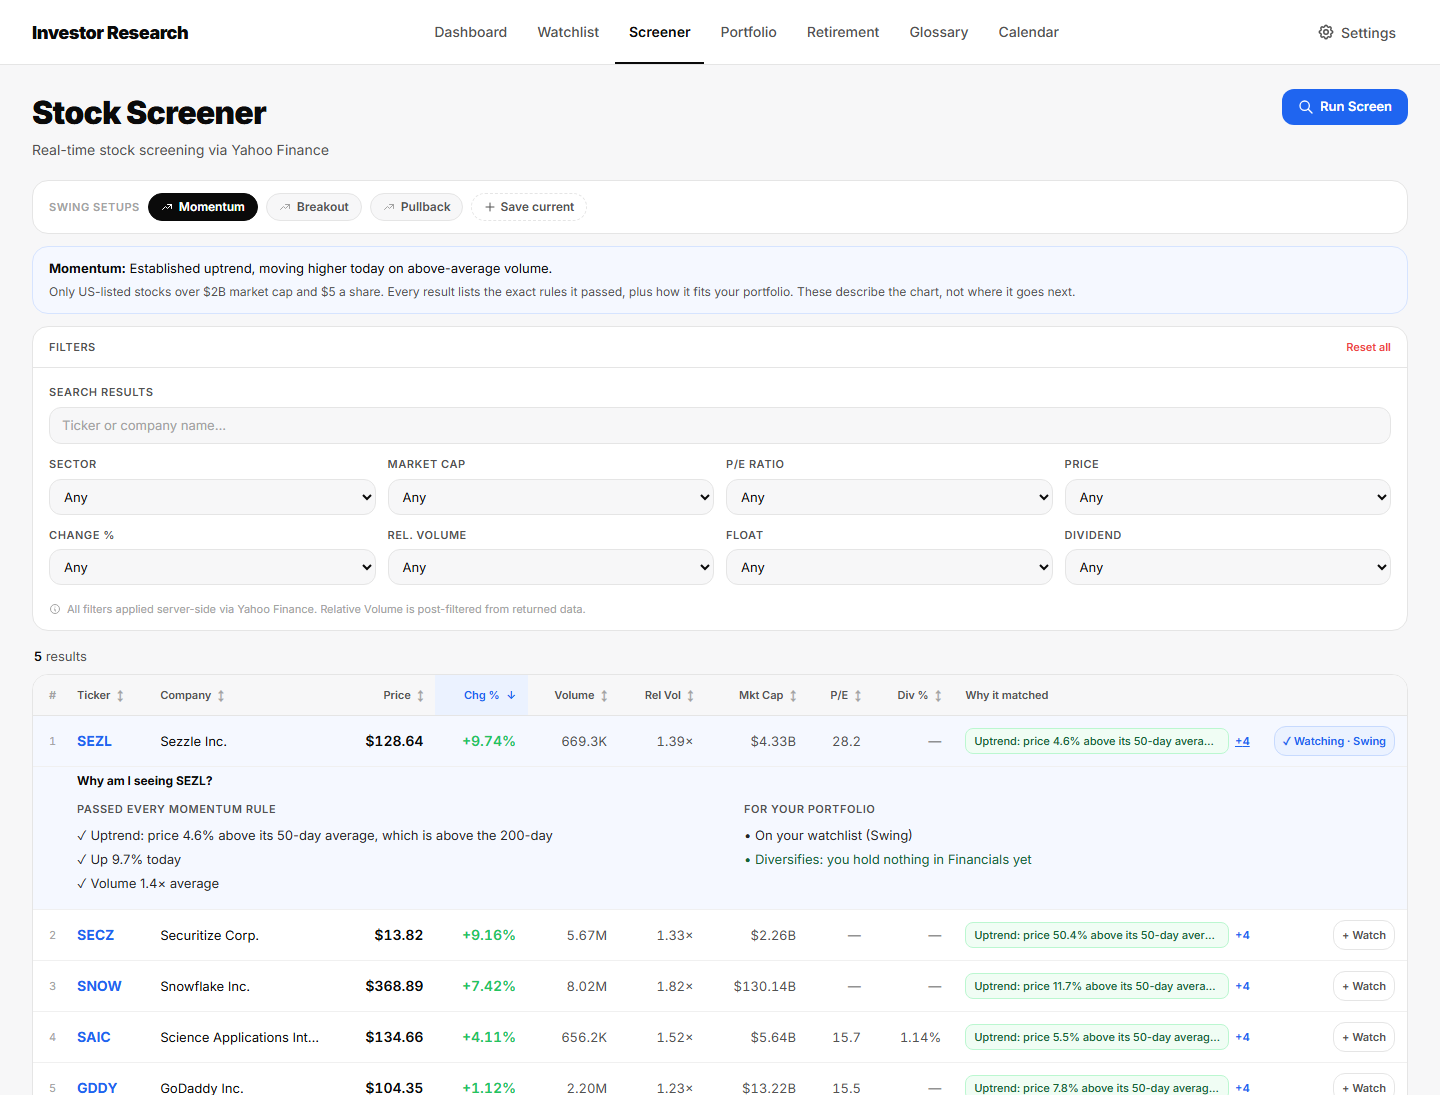 Investor Research
Dashboard Watchlist Screener Portfolio Retirement Glossary Calendar Settings
Stock Screener
Run Screen
Real-time stock screening via Yahoo Finance
SWING SETUPS Momentum Breakout Pullback + Save current
Momentum: Established uptrend, moving higher today on above-average volume.
Only US-listed stocks over $2B market cap and $5 a share. Every result lists the exact rules it passed, plus how it fits your portfolio. These describe the chart, not where it goes next.
FILTERS Reset all
SEARCH RESULTS
Ticker or company name...
SECTOR MARKET CAP P/E RATIO PRICE
Any Any Any Any
CHANGE % REL. VOLUME FLOAT DIVIDEND
Any Any Any Any
All filters applied server-side via Yahoo Finance. Relative Volume is post-filtered from returned data.
5 results
# Ticker ↕ Company ↕ Price ↕ Chg % ↓ Volume ↕ Rel Vol ↕ Mkt Cap ↕ P/E ↕ Div % ↕ Why it matched
1 SEZL Sezzle Inc. $128.64 +9.74% 669.3K 1.39× $4.33B 28.2 — Uptrend: price 4.6% above its 50-day avera... +4 ✓ Watching · Swing
Why am I seeing SEZL?
PASSED EVERY MOMENTUM RULE FOR YOUR PORTFOLIO
✓ Uptrend: price 4.6% above its 50-day average, which is above the 200-day • On your watchlist (Swing)
✓ Up 9.7% today • Diversifies: you hold nothing in Financials yet
✓ Volume 1.4× average
2 SECZ Securitize Corp. $13.82 +9.16% 5.67M 1.33× $2.26B — — Uptrend: price 50.4% above its 50-day aver... +4 + Watch
3 SNOW Snowflake Inc. $368.89 +7.42% 8.02M 1.82× $130.14B — — Uptrend: price 11.7% above its 50-day avera... +4 + Watch
4 SAIC Science Applications Int... $134.66 +4.11% 656.2K 1.52× $5.64B 15.7 1.14% Uptrend: price 5.5% above its 50-day averag... +4 + Watch
5 GDDY GoDaddy Inc. $104.35 +1.12% 2.20M 1.23× $13.22B 15.5 — Uptrend: price 7.8% above its 50-day averag... +4 + Watch